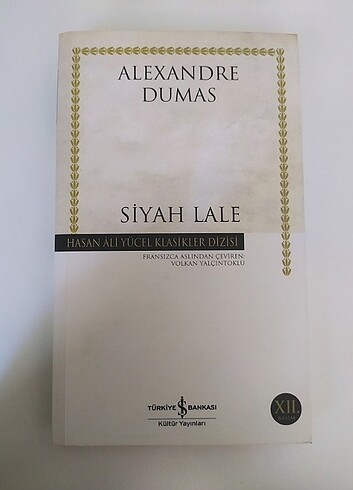 ALEXANDRE
DUMAS
SİYAH LALE
HASAN ÂLİ YÜCEL KLASİKLER DİZİSİ
FRANSIZCA ASLINDAN ÇEVİREN:
VOLKAN YALÇINTOKLU
XII.
BASIM
TÜRKİYE İŞ BANKASI
Kültür Yayınları